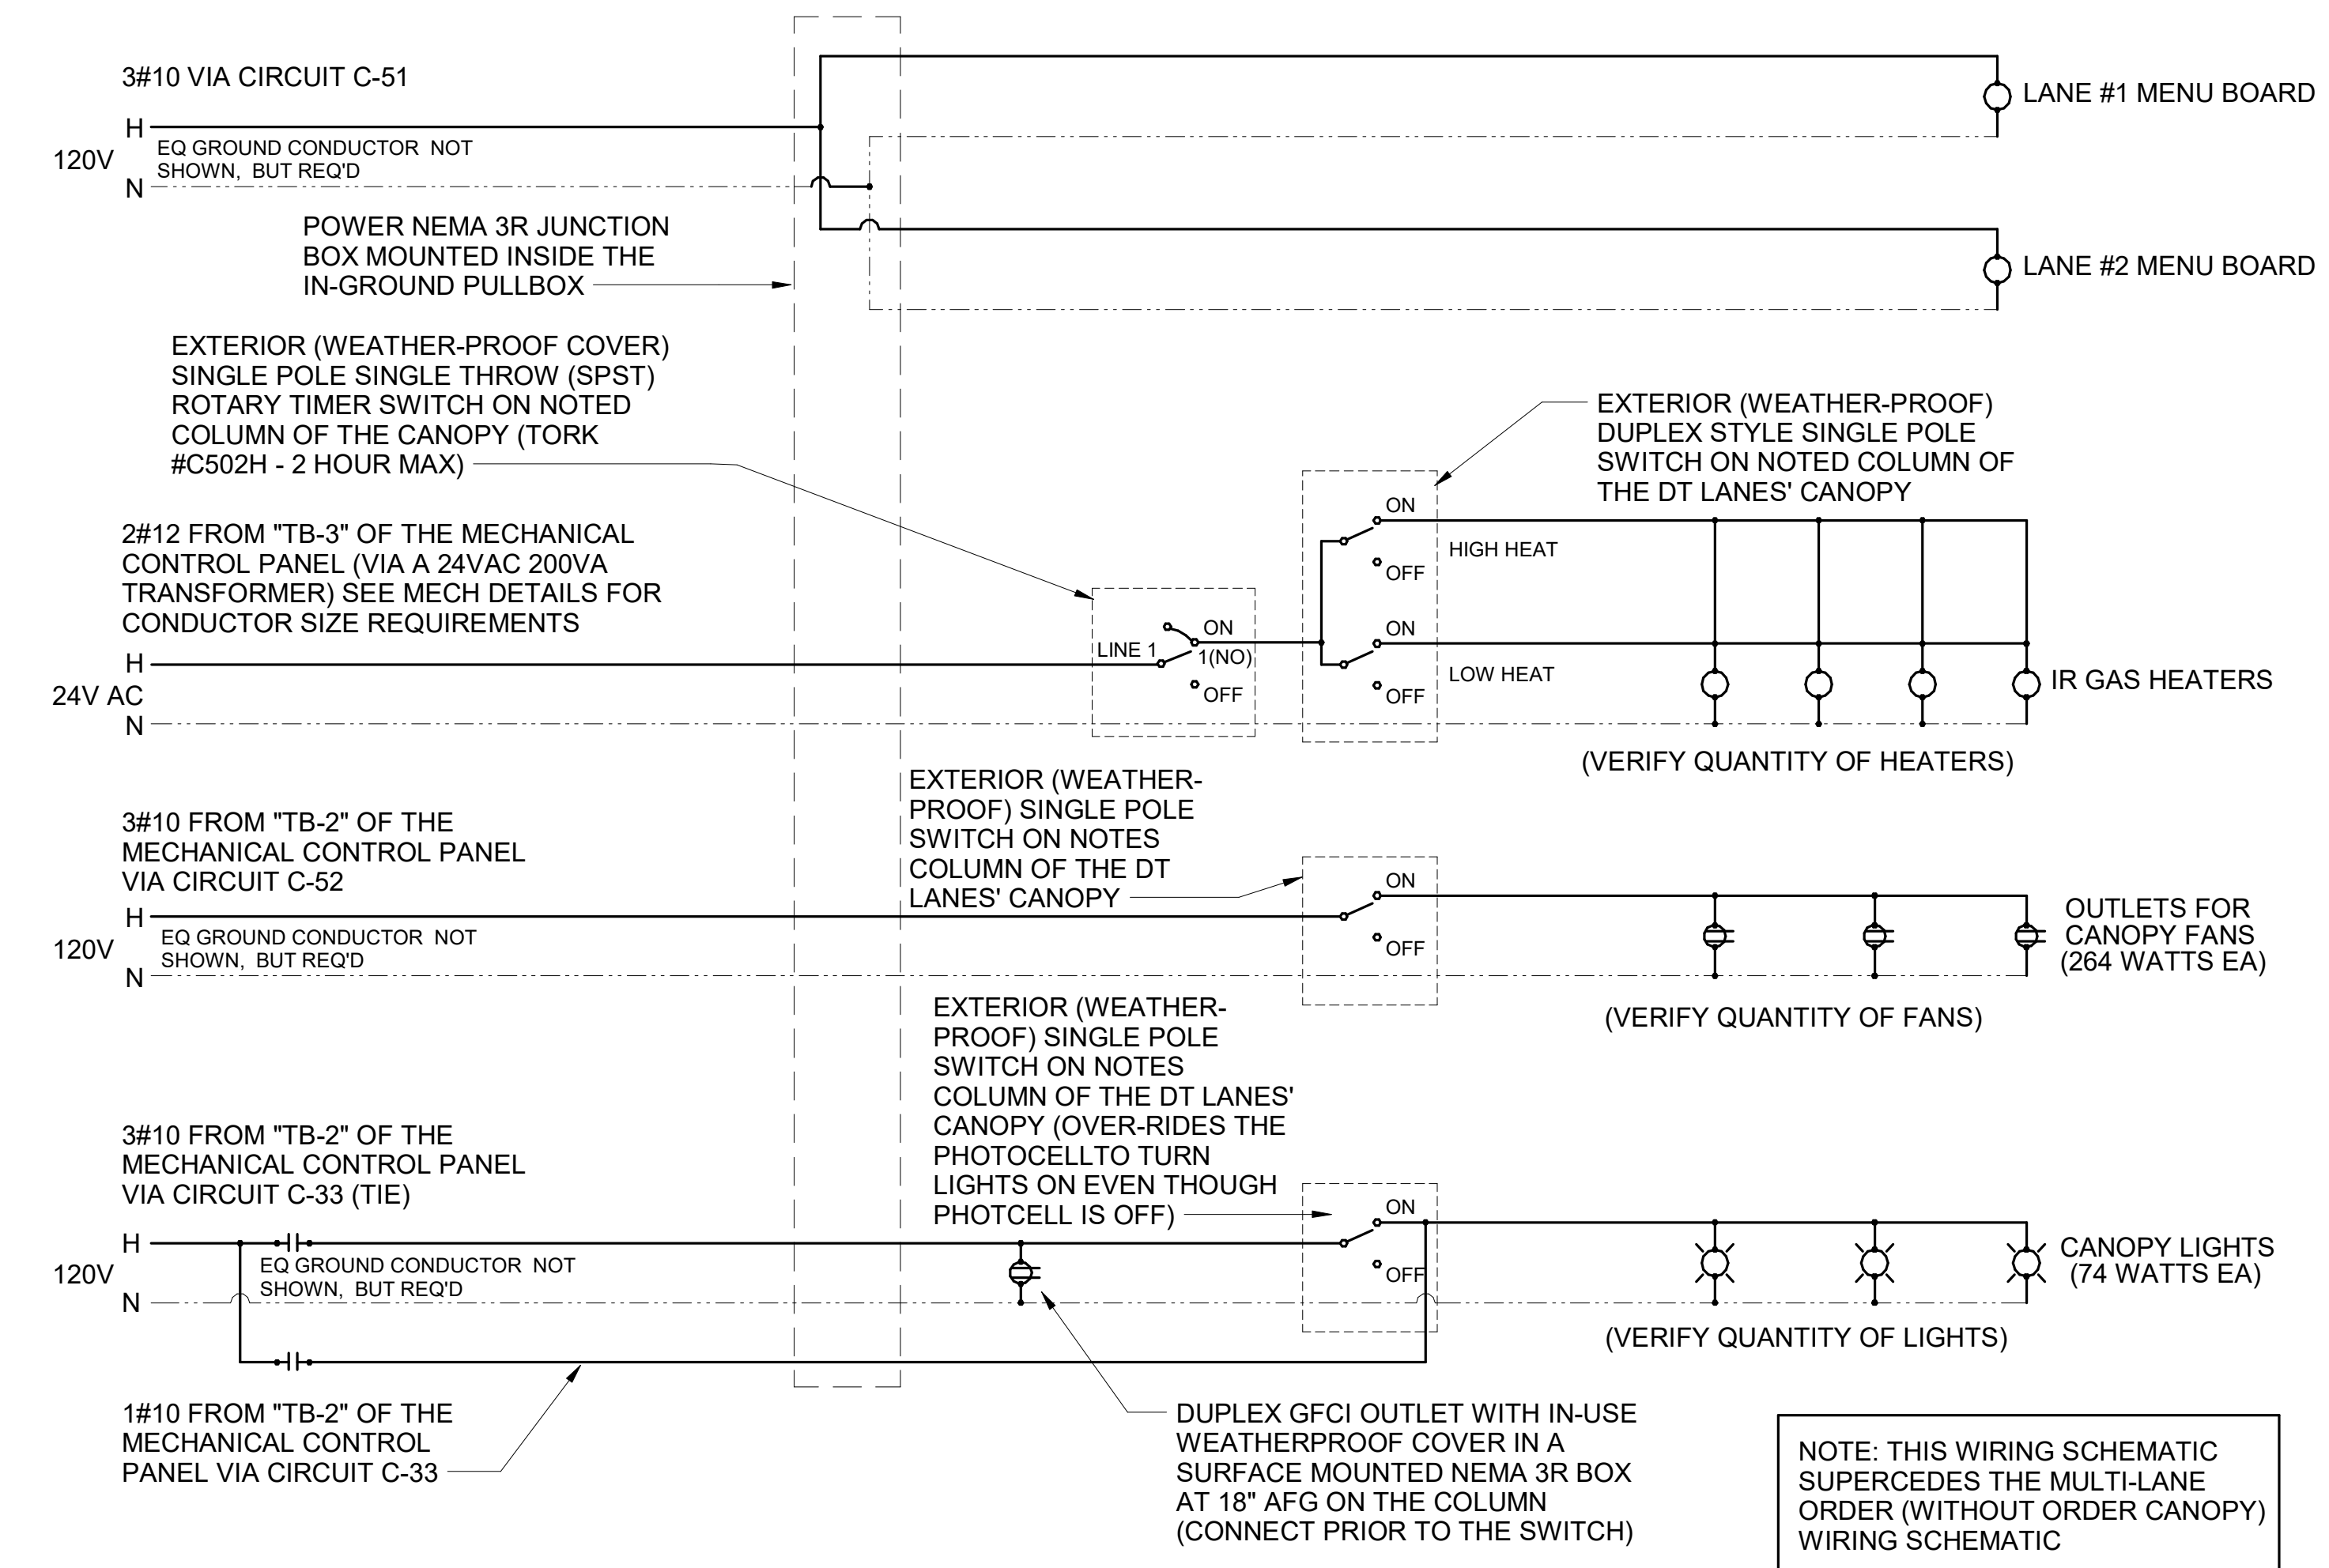 3#10 VIA CIRCUIT C-51
H
120V
EQ GROUND CONDUCTOR NOT
SHOWN, BUT REQ'D
N
LANE #1 MENU BOARD
POWER NEMA 3R JUNCTION
BOX MOUNTED INSIDE THE
IN-GROUND PULLBOX
LANE #2 MENU BOARD
EXTERIOR (WEATHER-PROOF COVER)
SINGLE POLE SINGLE THROW (SPST)
ROTARY TIMER SWITCH ON NOTED
COLUMN OF THE CANOPY (TORK
#C502H - 2 HOUR MAX)
EXTERIOR (WEATHER-PROOF)
DUPLEX STYLE SINGLE POLE
SWITCH ON NOTED COLUMN OF
THE DT LANES' CANOPY
2#12 FROM "TB-3" OF THE MECHANICAL
CONTROL PANEL (VIA A 24VAC 200VA
TRANSFORMER) SEE MECH DETAILS FOR
CONDUCTOR SIZE REQUIREMENTS
H
24V AC
N
LINE 1
ON
1(NO)
OFF
ON
OFF
HIGH HEAT
ON
OFF
LOW HEAT
IR GAS HEATERS
(VERIFY QUANTITY OF HEATERS)
EXTERIOR (WEATHER-
PROOF) SINGLE POLE
SWITCH ON NOTES
COLUMN OF THE DT
LANES' CANOPY
3#10 FROM "TB-2" OF THE
MECHANICAL CONTROL PANEL
VIA CIRCUIT C-52
H
120V
EQ GROUND CONDUCTOR NOT
SHOWN, BUT REQ'D
N
ON
OFF
OUTLETS FOR
CANOPY FANS
(264 WATTS EA)
(VERIFY QUANTITY OF FANS)
EXTERIOR (WEATHER-
PROOF) SINGLE POLE
SWITCH ON NOTES
COLUMN OF THE DT LANES'
CANOPY (OVER-RIDES THE
PHOTOCELLTO TURN
LIGHTS ON EVEN THOUGH
PHOTCELL IS OFF)
3#10 FROM "TB-2" OF THE
MECHANICAL CONTROL PANEL
VIA CIRCUIT C-33 (TIE)
H
120V
EQ GROUND CONDUCTOR NOT
SHOWN, BUT REQ'D
N
ON
OFF
CANOPY LIGHTS
(74 WATTS EA)
(VERIFY QUANTITY OF LIGHTS)
1#10 FROM "TB-2" OF THE
MECHANICAL CONTROL
PANEL VIA CIRCUIT C-33
DUPLEX GFCI OUTLET WITH IN-USE
WEATHERPROOF COVER IN A
SURFACE MOUNTED NEMA 3R BOX
AT 18" AFG ON THE COLUMN
(CONNECT PRIOR TO THE SWITCH)
NOTE: THIS WIRING SCHEMATIC
SUPERCEDES THE MULTI-LANE
ORDER (WITHOUT ORDER CANOPY)
WIRING SCHEMATIC